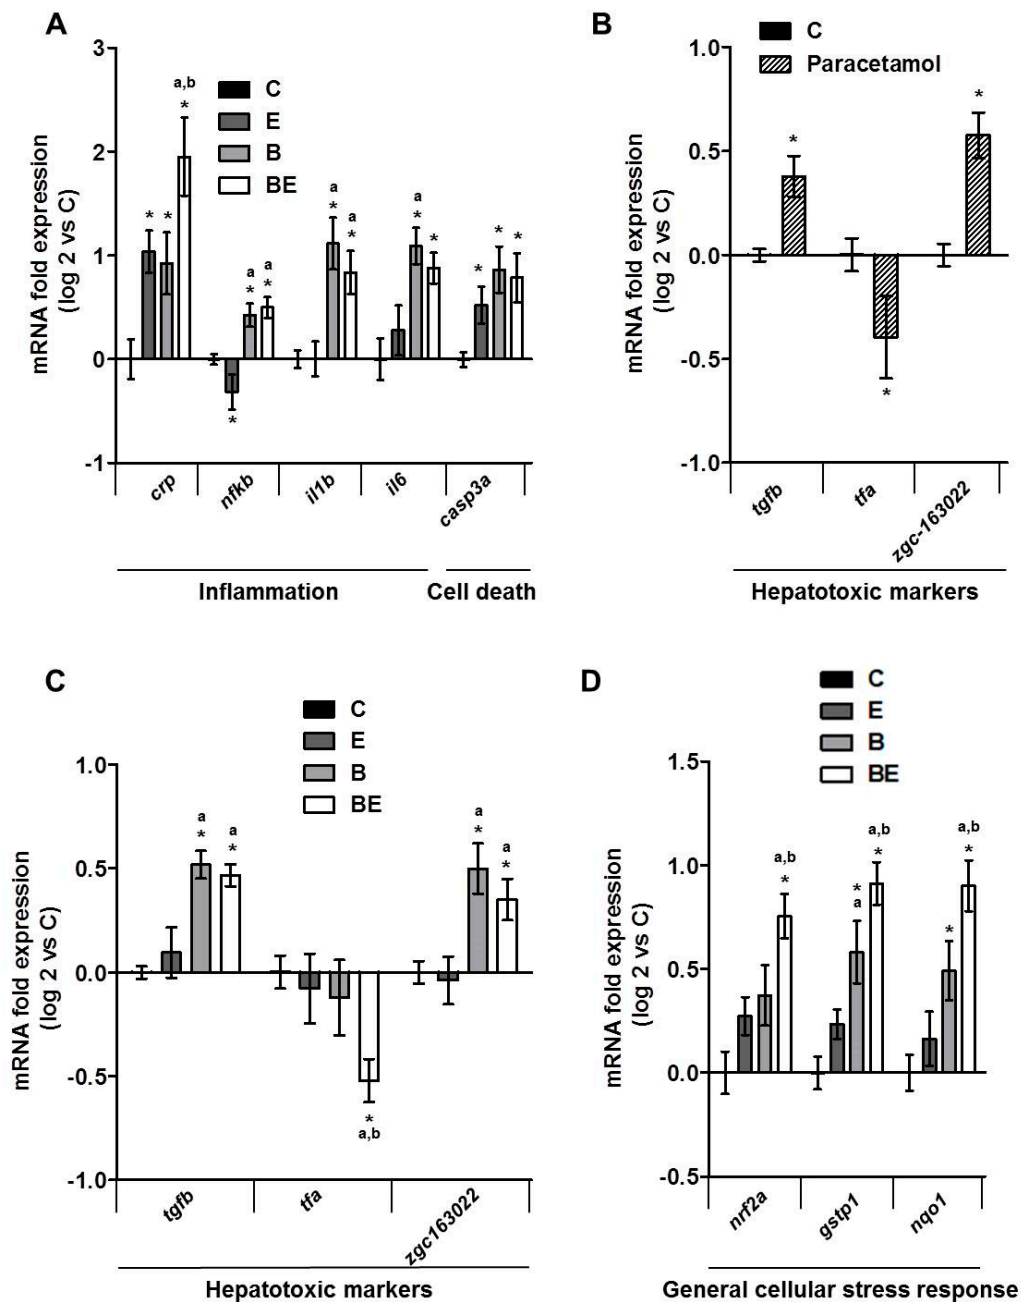 A
mRNA fold expression
(log 2 vs C)
3
2
1
0
-1
C
E
B
BE
* * a,b *
* a * a *
a * a *
a * *
* * *
crp nfkb il1b il6 casp3a
Inflammation Cell death
B
mRNA fold expression
(log 2 vs C)
1.0
0.5
0.0
-0.5
-1.0
C
Paracetamol
* * *
tgfb tfa zgc-163022
Hepatotoxic markers
C
mRNA fold expression
(log 2 vs C)
1.0
0.5
0.0
-0.5
-1.0
C
E
B
BE
a * a *
* a,b
a * a *
tgfb tfa zgc163022
Hepatotoxic markers
D
mRNA fold expression
(log 2 vs C)
1.5
1.0
0.5
0.0
-0.5
C
E
B
BE
a,b *
* a a,b *
* a,b *
nrf2a gstp1 nqo1
General cellular stress response